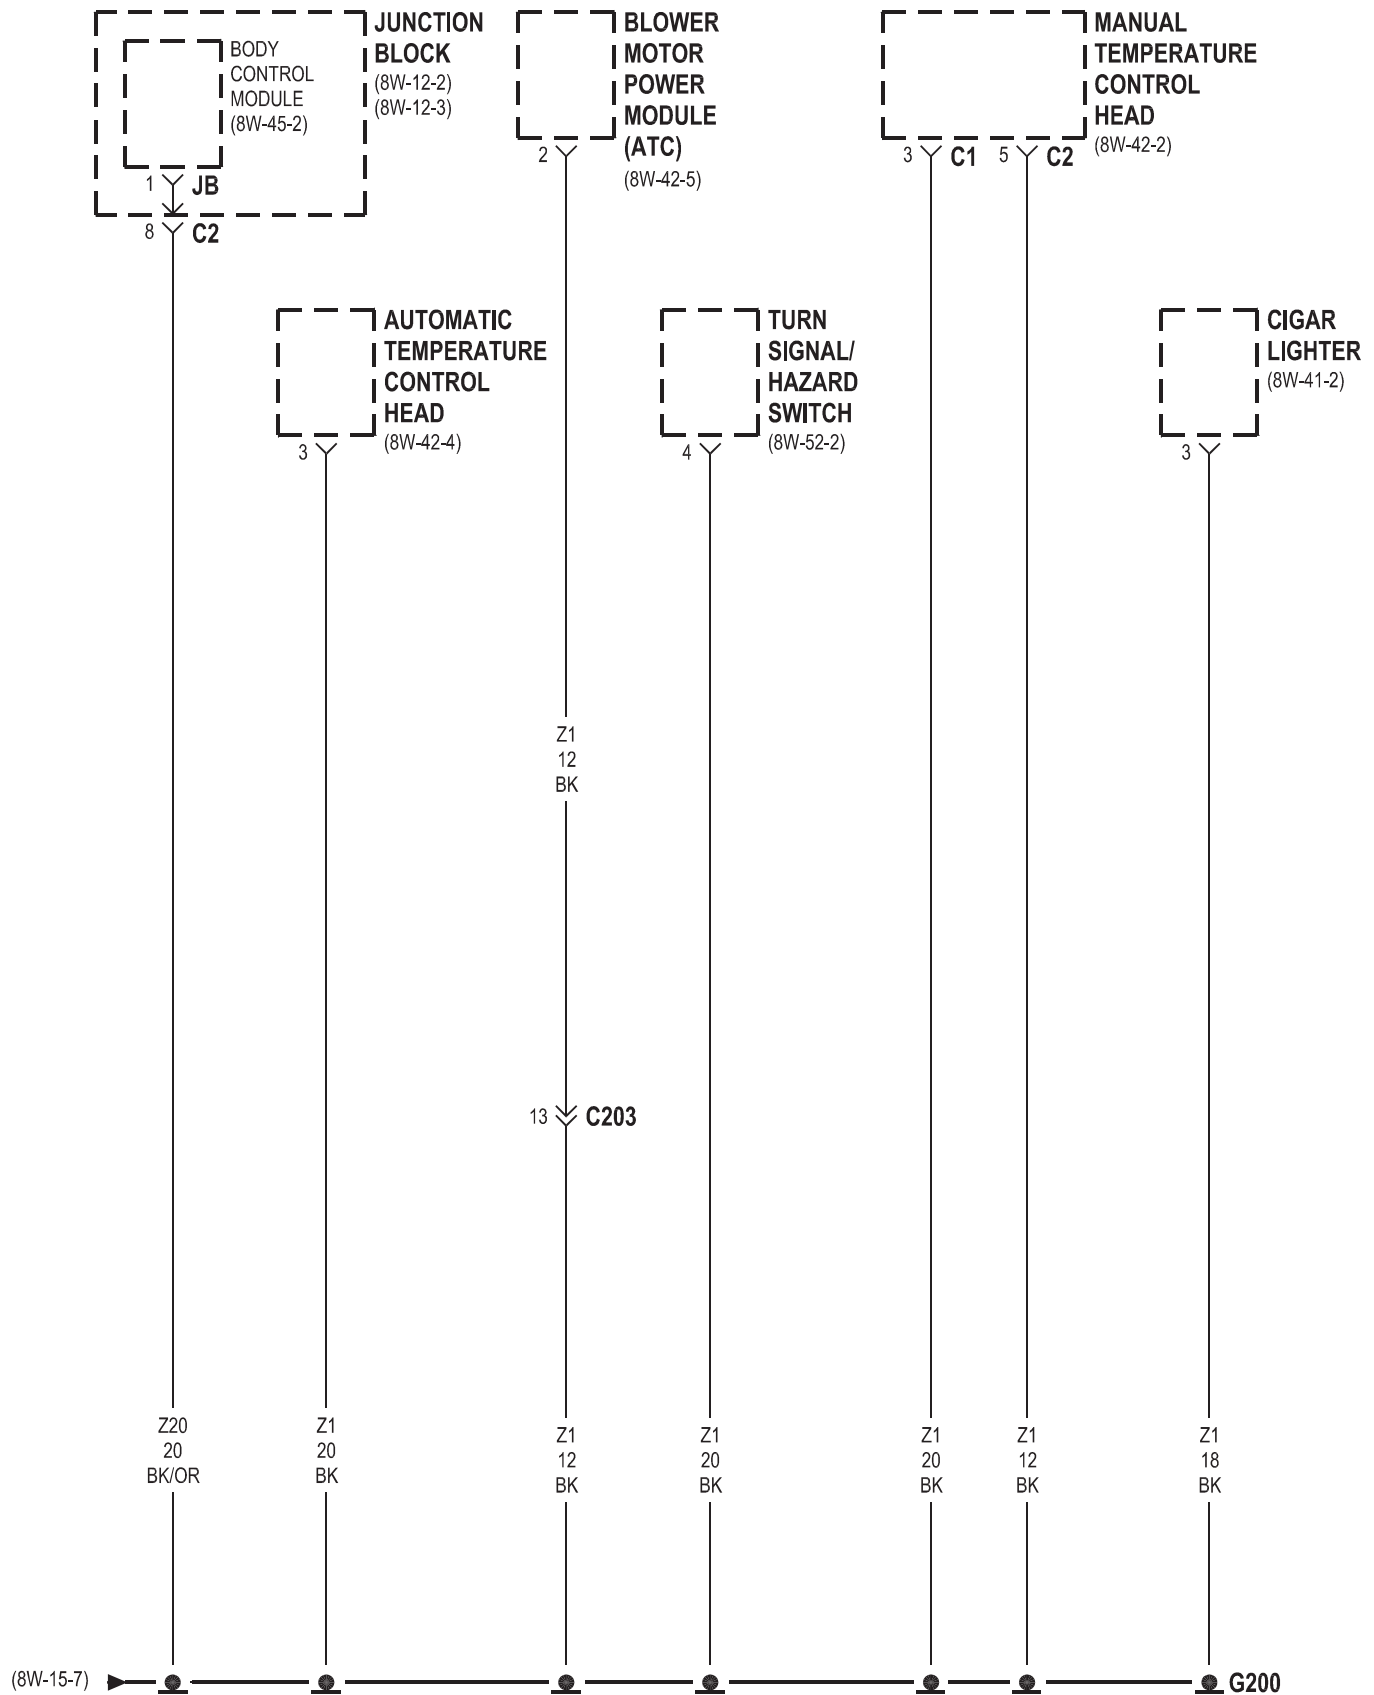 JUNCTION
BLOCK
(8W-12-2)
(8W-12-3)
BODY
CONTROL
MODULE
(8W-45-2)
1
JB
8
C2
BLOWER
MOTOR
POWER
MODULE
(ATC)
(8W-42-5)
2
MANUAL
TEMPERATURE
CONTROL
HEAD
(8W-42-2)
3
C1
5
C2
AUTOMATIC
TEMPERATURE
CONTROL
HEAD
(8W-42-4)
3
TURN
SIGNAL/
HAZARD
SWITCH
(8W-52-2)
4
CIGAR
LIGHTER
(8W-41-2)
3
Z1
12
BK
13
C203
Z20
20
BK/OR
Z1
20
BK
Z1
12
BK
Z1
20
BK
Z1
20
BK
Z1
12
BK
Z1
18
BK
(8W-15-7)
G200